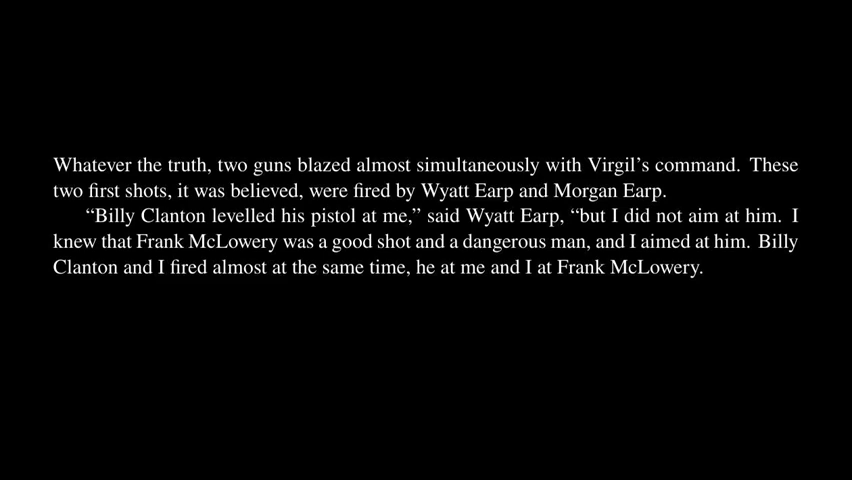 Whatever the truth, two guns blazed almost simultaneously with Virgil’s command. These
two first shots, it was believed, were fired by Wyatt Earp and Morgan Earp.
“Billy Clanton levelled his pistol at me,” said Wyatt Earp, “but I did not aim at him. I
knew that Frank McLowery was a good shot and a dangerous man, and I aimed at him. Billy
Clanton and I fired almost at the same time, he at me and I at Frank McLowery.